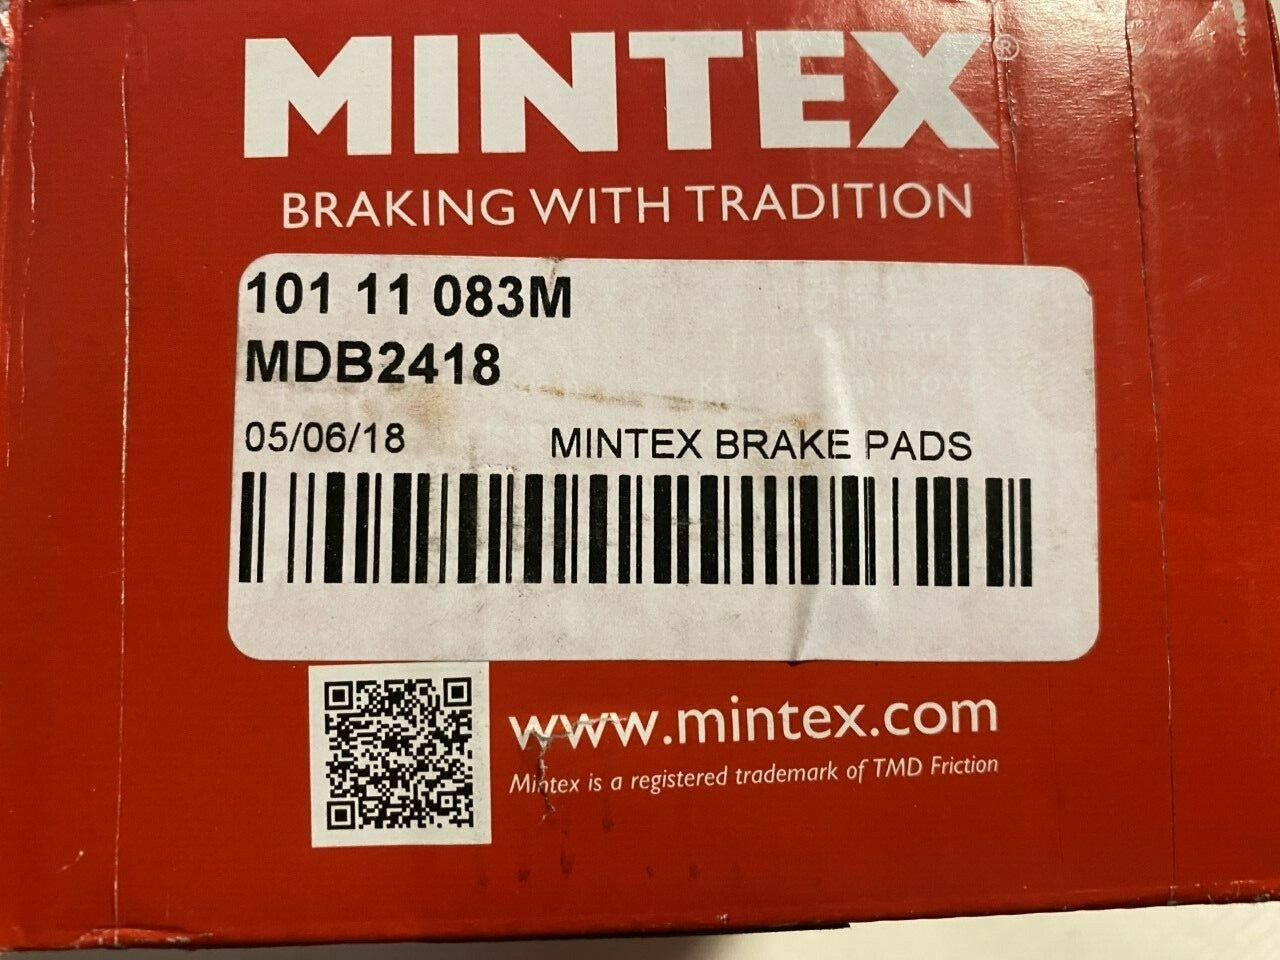 MINTEX®
BRAKING WITH TRADITION
101 11 083M
MDB2418
05/06/18 MINTEX BRAKE PADS
www.mintex.com
Mintex is a registered trademark of TMD Friction